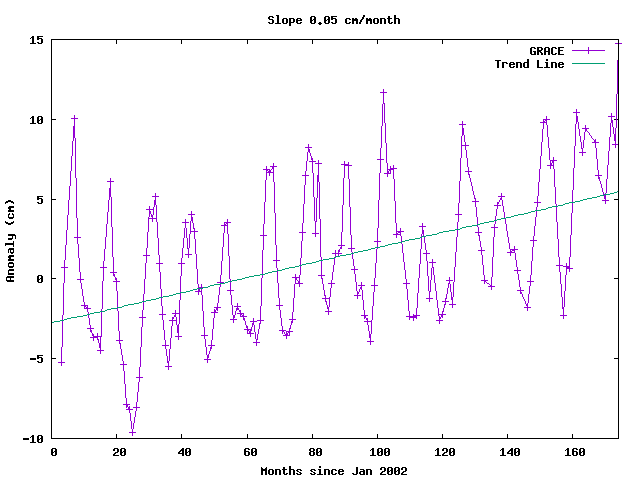 Slope 0.05 cm/month
GRACE
Trend Line
15
10
5
0
-5
-10
Anomaly (cm)
0 20 40 60 80 100 120 140 160
Months since Jan 2002